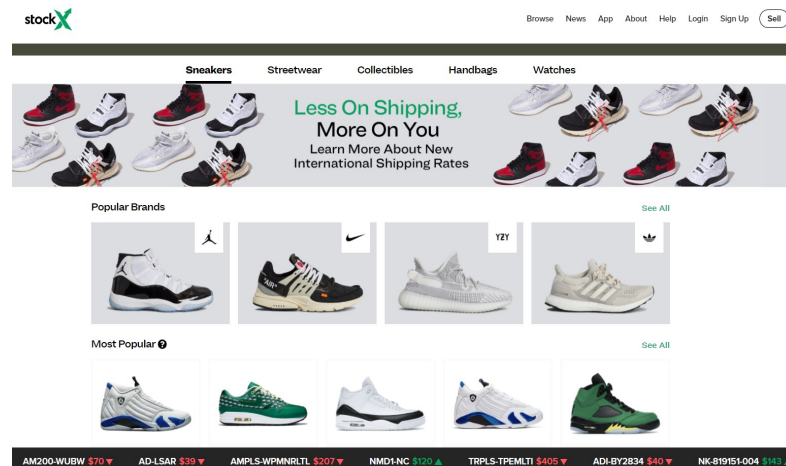 stockX
Browse News App About Help Login Sign Up Sell
Sneakers Streetwear Collectibles Handbags Watches
Less On Shipping,
More On You
Learn More About New
International Shipping Rates
Popular Brands See All
"AIR"
YZY
Most Popular ? See All
AM200-WUBW $70 ▼ AD-LSAR $39 ▼ AMPLS-WPMNRLTL $207 ▼ NMD1-NC $120 ▲ TRPLS-TPEMLTI $405 ▼ ADI-BY2834 $40 ▼ NK-819151-004 $143